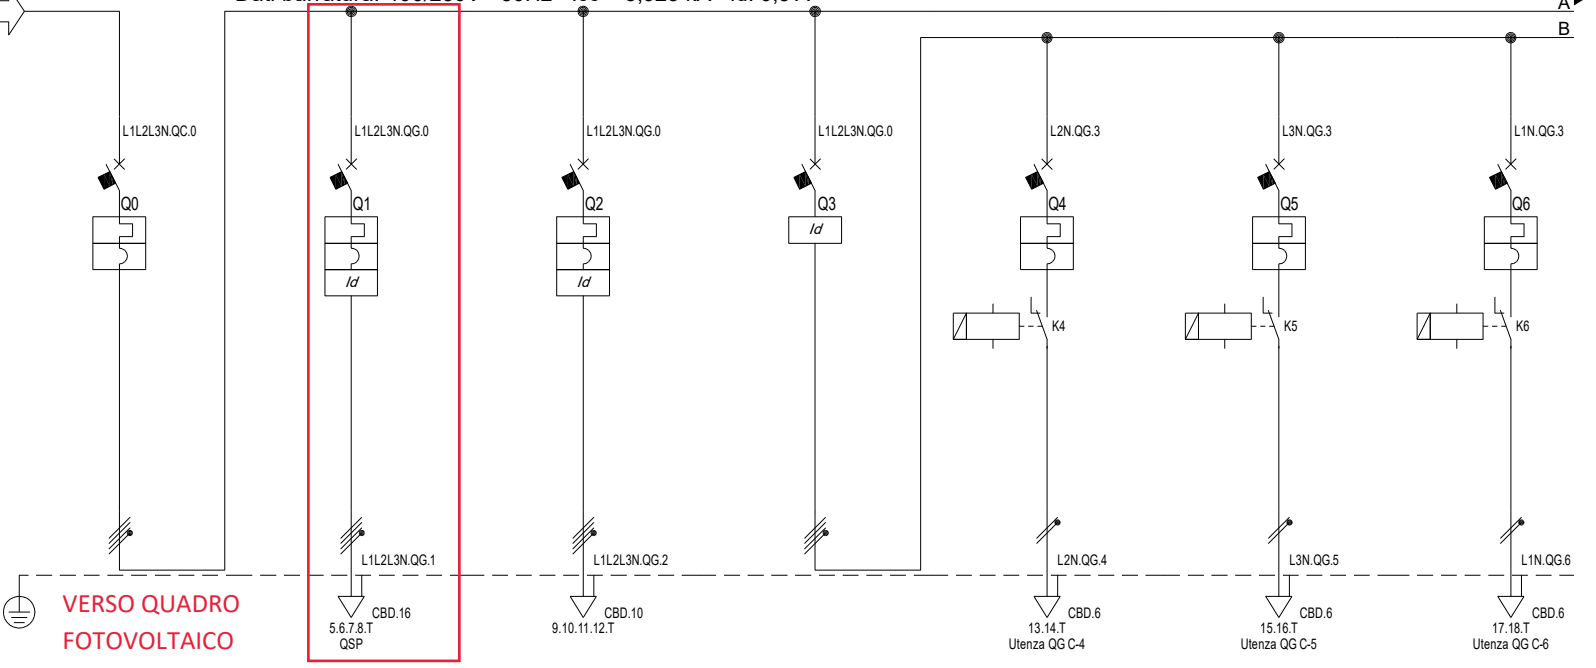 A
B
L1L2L3N.QC.0
L1L2L3N.QG.0
L1L2L3N.QG.0
L1L2L3N.QG.0
L2N.QG.3
L3N.QG.3
L1N.QG.3
Q0
Q1
Q2
Q3
Q4
Q5
Q6
Id
Id
Id
K4
K5
K6
L1L2L3N.QG.1
L1L2L3N.QG.2
L2N.QG.4
L3N.QG.5
L1N.QG.6
VERSO QUADRO
FOTOVOLTAICO
CBD.16
5.6.7.8.T
QSP
CBD.10
9.10.11.12.T
CBD.6
13.14.T
Utenza QG C-4
CBD.6
15.16.T
Utenza QG C-5
CBD.6
17.18.T
Utenza QG C-6